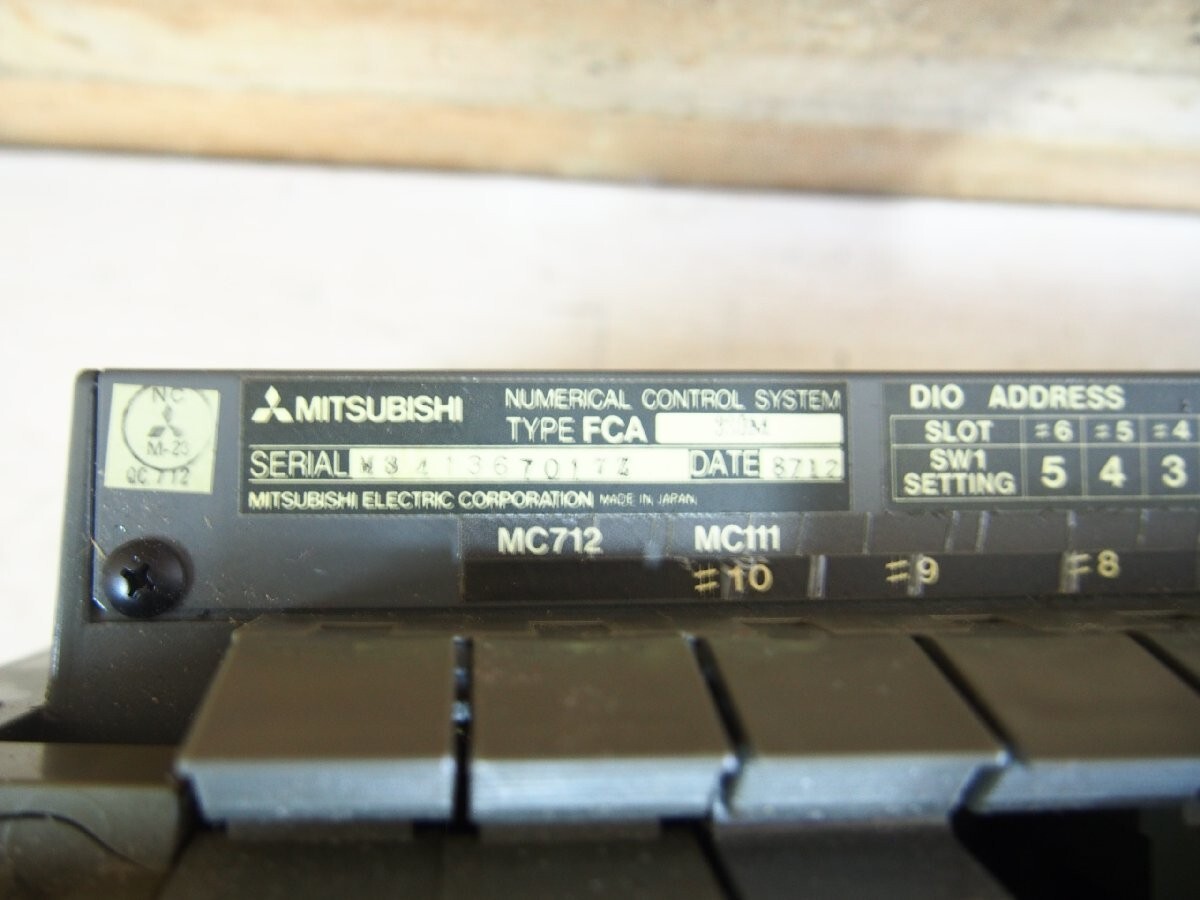 NC
M-23
QC 712
MITSUBISHI
NUMERICAL CONTROL SYSTEM
TYPE FCA
SERIAL
DATE 8712
MITSUBISHI ELECTRIC CORPORATION MADE IN JAPAN
DIO ADDRESS
SLOT #6 #5 #4
SW1 SETTING 5 4 3
MC712 MC111
#10 #9 #8